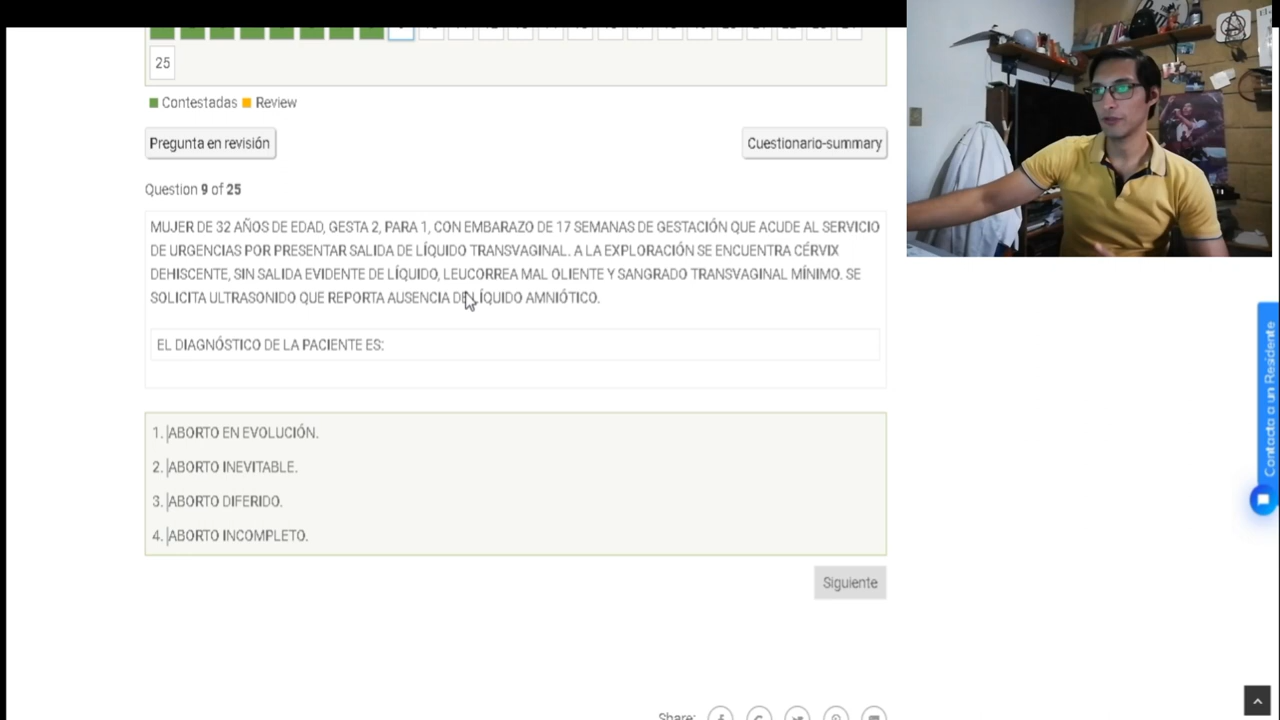 25
Contestadas Review
Pregunta en revisión
Cuestionario-summary
Question 9 of 25
MUJER DE 32 AÑOS DE EDAD, GESTA 2, PARA 1, CON EMBARAZO DE 17 SEMANAS DE GESTACIÓN QUE ACUDE AL SERVICIO
DE URGENCIAS POR PRESENTAR SALIDA DE LÍQUIDO TRANSVAGINAL. A LA EXPLORACIÓN SE ENCUENTRA CÉRVIX
DEHISCENTE, SIN SALIDA EVIDENTE DE LÍQUIDO, LEUCORREA MAL OLIENTE Y SANGRADO TRANSVAGINAL MÍNIMO. SE
SOLICITA ULTRASONIDO QUE REPORTA AUSENCIA DE LÍQUIDO AMNIÓTICO.
EL DIAGNÓSTICO DE LA PACIENTE ES:
1. ABORTO EN EVOLUCIÓN.
2. ABORTO INEVITABLE.
3. ABORTO DIFERIDO.
4. ABORTO INCOMPLETO.
Siguiente
Share:
Contacta a un Residente